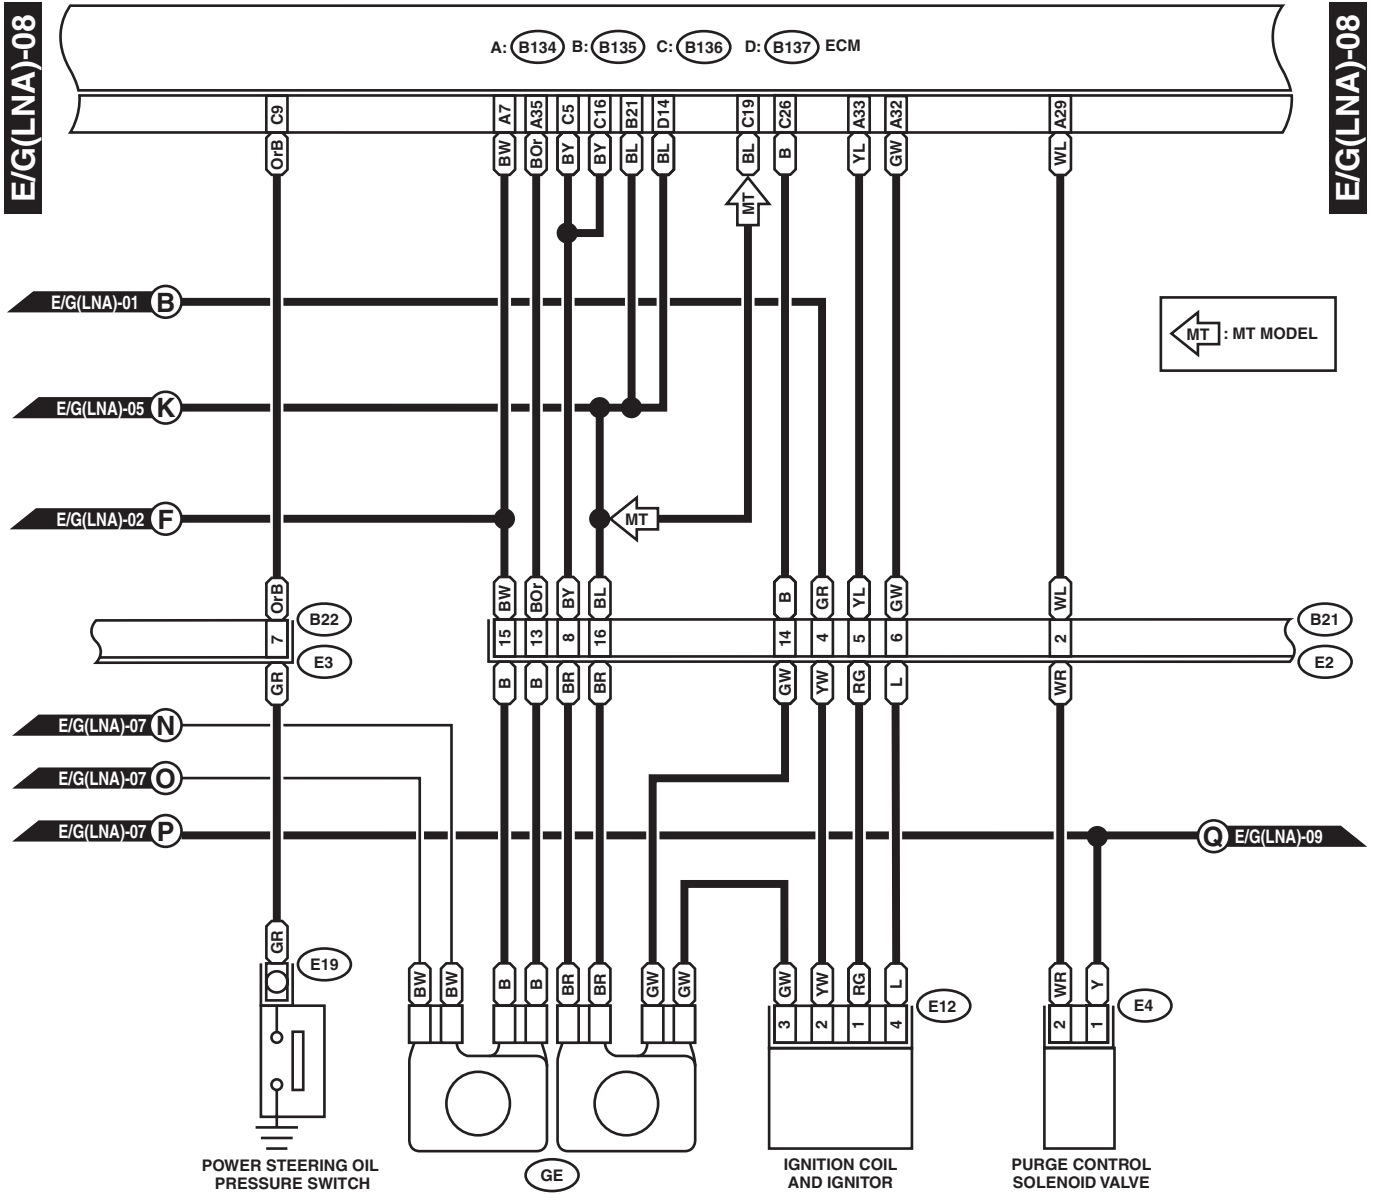 E/G(LNA)-08
E/G(LNA)-08
A: B134 B: B135 C: B136 D: B137 ECM
C9 A7 A35 C5 C16 B21 D14 C19 C26 A33 A32 A29
OrB BW BOr BY BY BL BL BL B YL GW WL
MT
E/G(LNA)-01 B
MT : MT MODEL
E/G(LNA)-05 K
E/G(LNA)-02 F
MT
OrB BW BOr BY BL B GR YL GW WL
B22 B21
7 15 13 8 16 14 4 5 6 2
E3 E2
GR B B BR BR GW YW RG L WR
E/G(LNA)-07 N
E/G(LNA)-07 O
E/G(LNA)-07 P
Q E/G(LNA)-09
GR
E19
BW BW B B BR BR GW GW GW YW RG L WR Y
E12 E4
3 2 1 4 2 1
POWER STEERING OIL
PRESSURE SWITCH
GE
IGNITION COIL
AND IGNITOR
PURGE CONTROL
SOLENOID VALVE